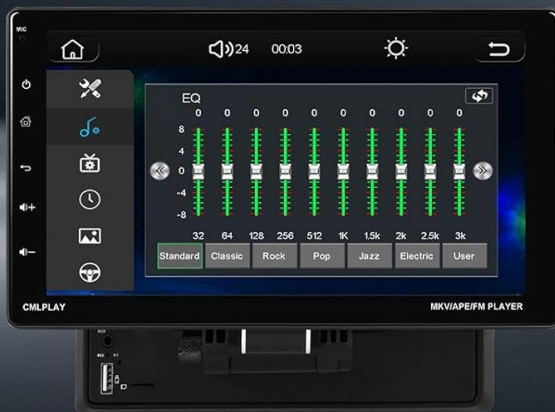 MIC
24 00:03
EQ
0 0 0 0 0 0 0 0 0 0
8
4
0
-4
-8
32 64 128 256 512 1K 1.5k 2k 2.5k 3k
Standard Classic Rock Pop Jazz Electric User
CMLPLAY MKV/APE/FM PLAYER